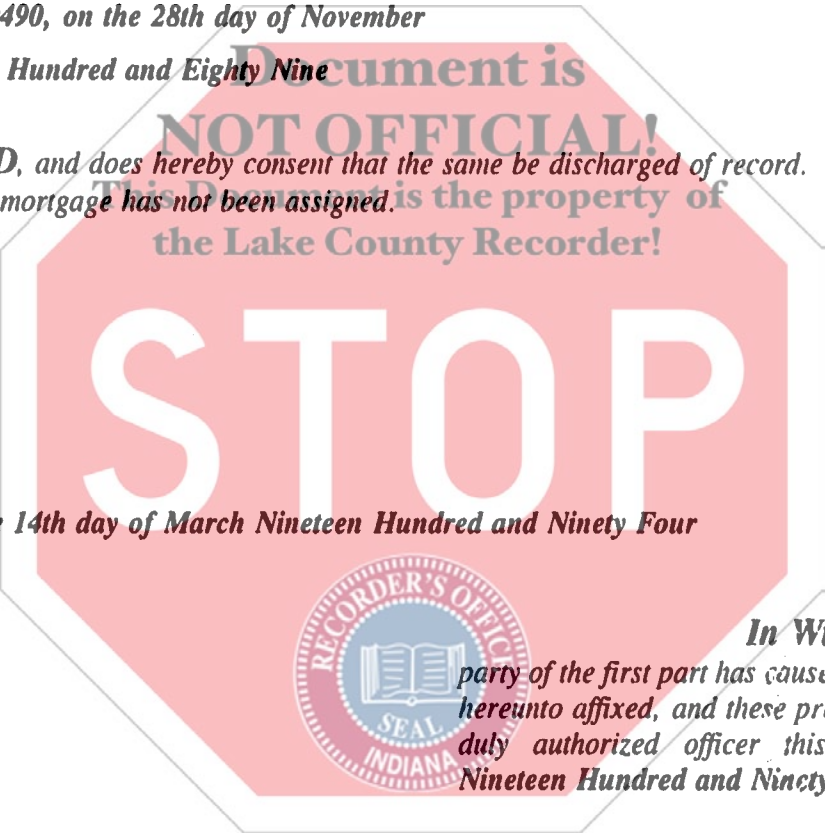 490, on the 28th day of November
Document is
Hundred and Eighty Nine
NOT OFFICIAL!
D, and does hereby consent that the same be discharged of record.
This Document is the property of
mortgage has not been assigned.
the Lake County Recorder!
STOP
14th day of March Nineteen Hundred and Ninety Four
RECORDER'S OFFICE
SEAL
INDIANA
In Wi
party of the first part has cause
hereunto affixed, and these pr
duly authorized officer this
Nineteen Hundred and Ninety